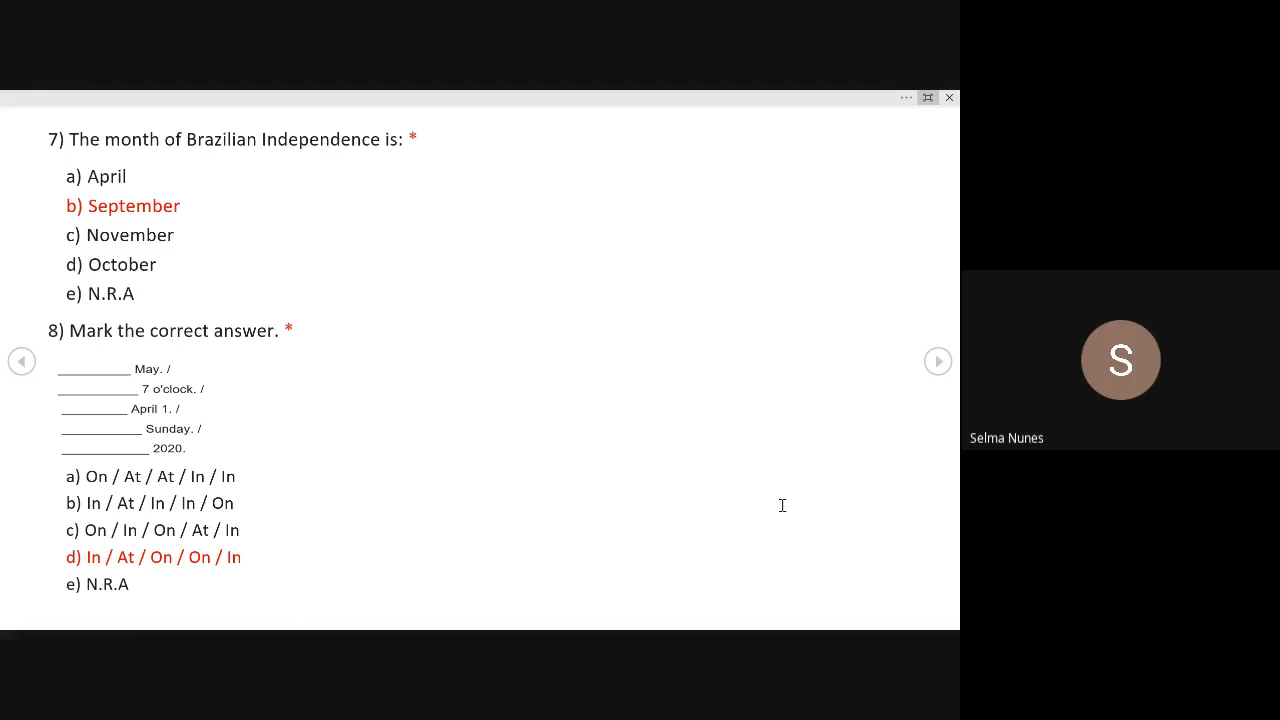 7) The month of Brazilian Independence is: *
a) April
b) September
c) November
d) October
e) N.R.A
8) Mark the correct answer. *
__________ May. /
___________ 7 o'clock. /
_________ April 1, /
___________ Sunday. /
____________ 2020.
a) On / At / At / In / In
b) In / At / In / In / On
c) On / In / On / At / In
d) In / At / On / On / In
e) N.R.A
S
Selma Nunes